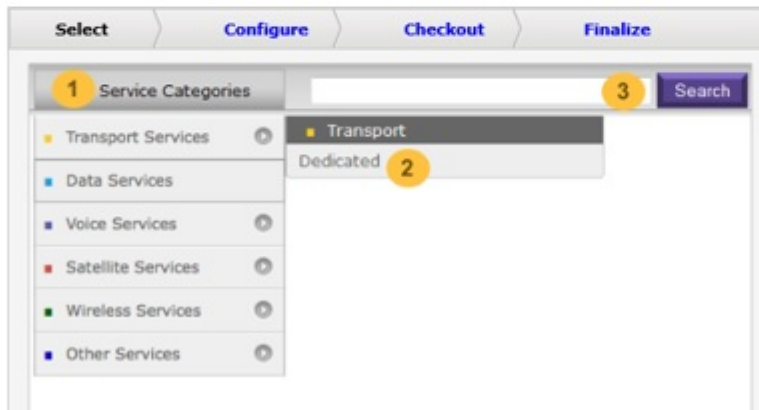 Select Configure Checkout Finalize
1 Service Categories 3 Search
Transport Services
Transport
Dedicated 2
Data Services
Voice Services
Satellite Services
Wireless Services
Other Services